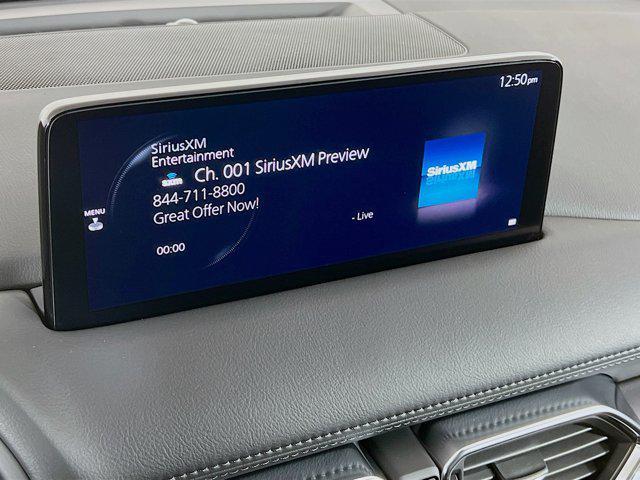 12:50pm
SiriusXM
Entertainment
sxm Ch. 001 SiriusXM Preview
844-711-8800
Great Offer Now!
MENU
- Live
00:00
SiriusXM